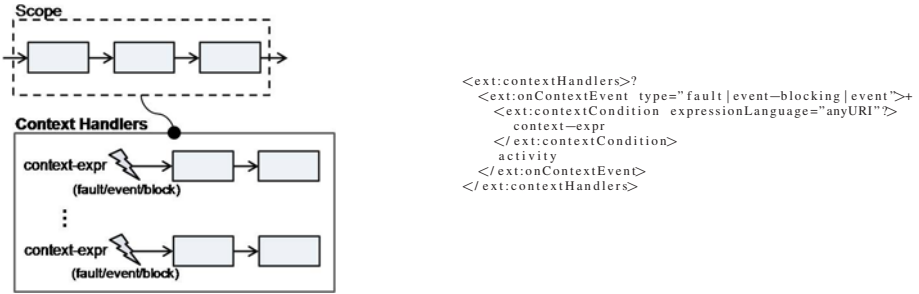 Scope
Context Handlers
context-expr
(fault/event/block)
⋮
context-expr
(fault/event/block)
<ext:contextHandlers>?
<ext:onContextEvent type="fault|event-blocking|event">+
<ext:contextCondition expressionLanguage="anyURI"?>
context-expr
</ext:contextCondition>
activity
</ext:onContextEvent>
</ext:contextHandlers>